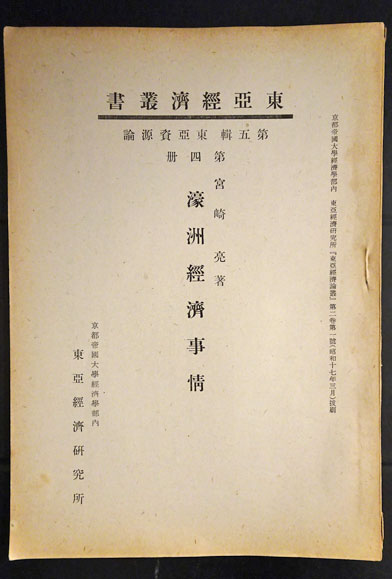 京都帝國大學經濟學部內 東亞經濟研究所『東亞經濟論叢』第二卷第一號(昭和十七年三月)拔刷
東亞經濟叢書
第五輯 東亞資源論
第四册
宮崎亮著
濠洲經濟事情
京都帝國大學經濟學部內
東亞經濟研究所